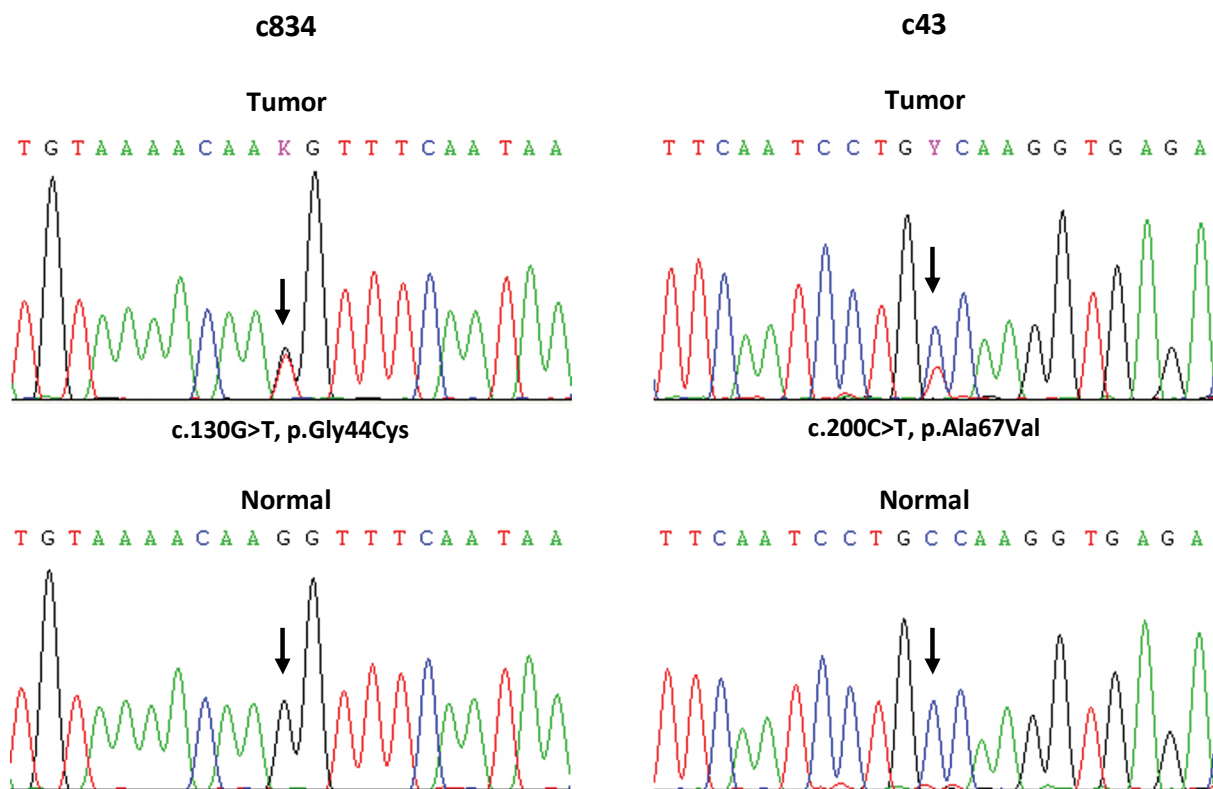 c834
c43
Tumor
Tumor
T G T A A A A C A A K G T T T C A A T A A
T T C A A T C C T G Y C A A G G T G A G A
c.130G>T, p.Gly44Cys
c.200C>T, p.Ala67Val
Normal
Normal
T G T A A A A C A A G G T T T C A A T A A
T T C A A T C C T G C C A A G G T G A G A